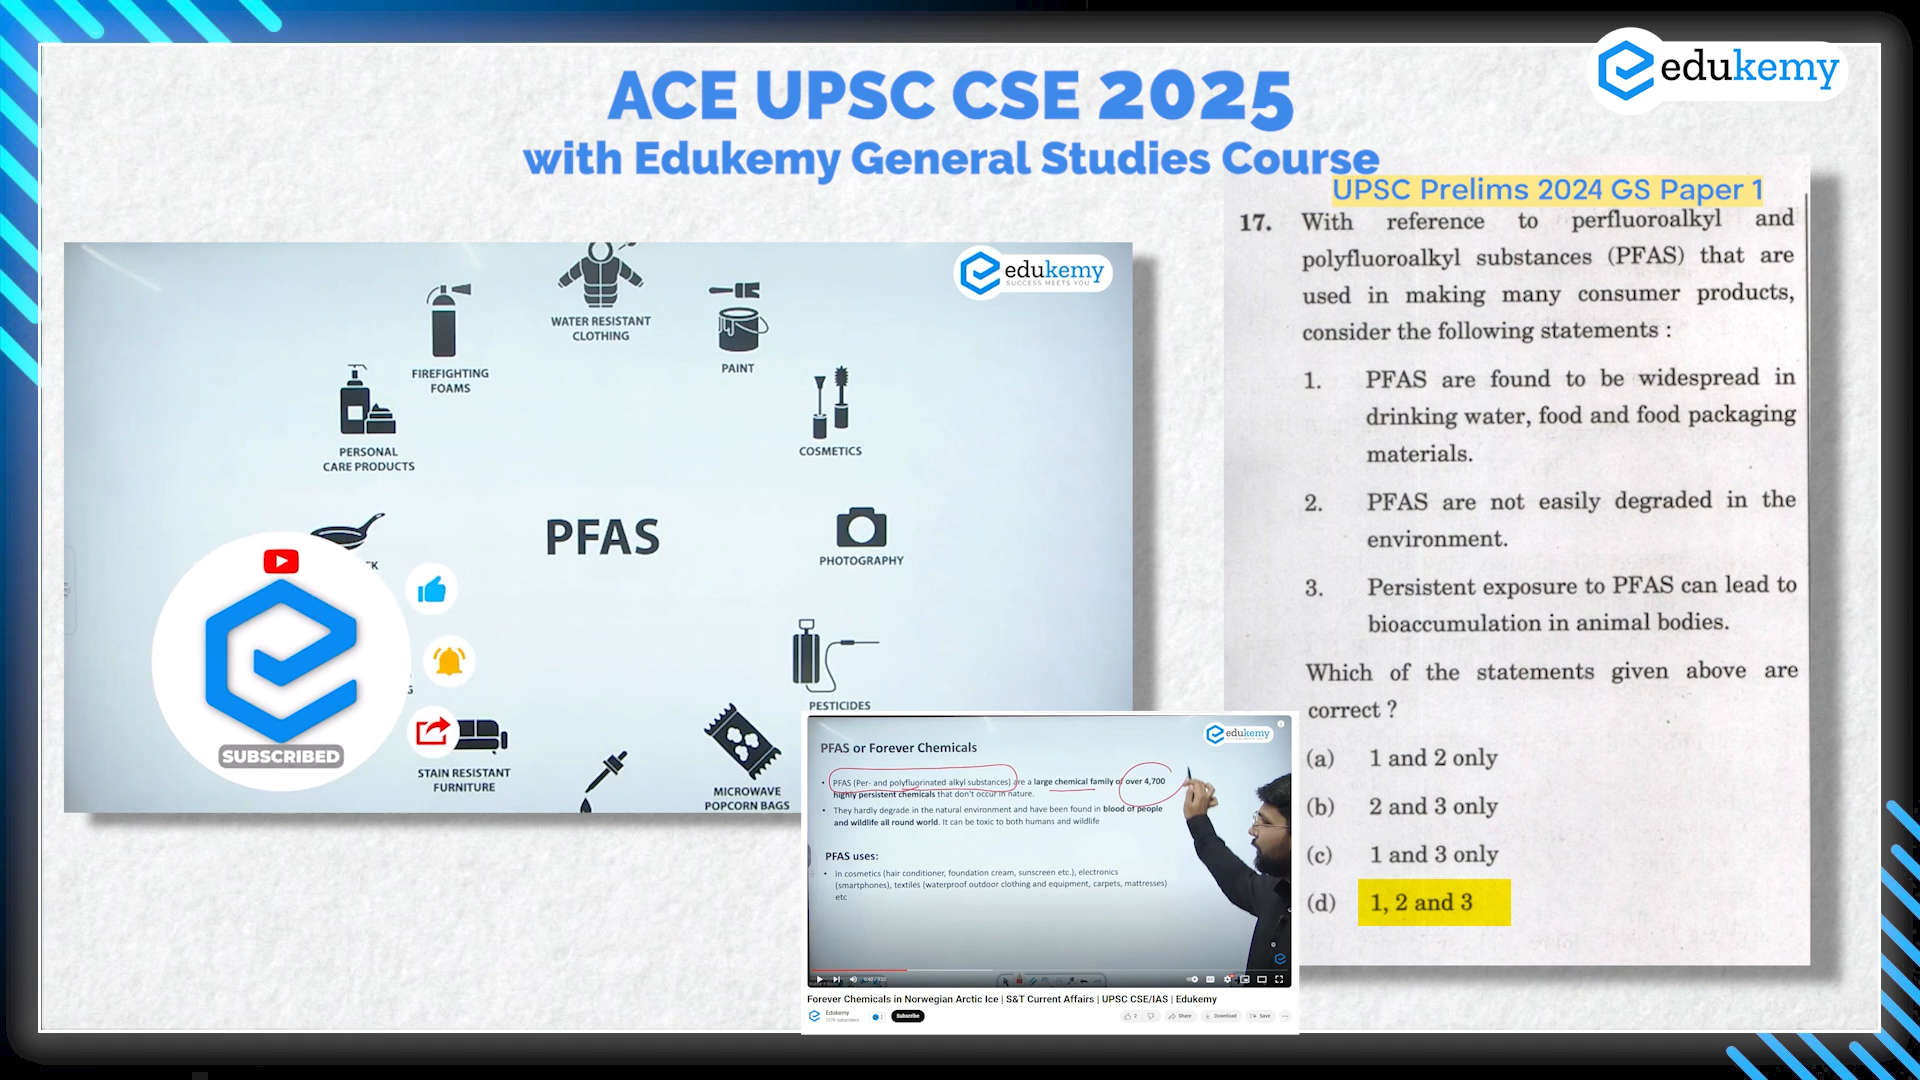 ACE UPSC CSE 2025
with Edukemy General Studies Course
edukemy
UPSC Prelims 2024 GS Paper 1
17. With reference to perfluoroalkyl and
polyfluoroalkyl substances (PFAS) that are
used in making many consumer products,
consider the following statements :
1. PFAS are found to be widespread in
drinking water, food and food packaging
materials.
2. PFAS are not easily degraded in the
environment.
3. Persistent exposure to PFAS can lead to
bioaccumulation in animal bodies.
Which of the statements given above are
correct ?
(a) 1 and 2 only
(b) 2 and 3 only
(c) 1 and 3 only
(d) 1, 2 and 3
edukemy
SUCCESS MEETS YOU
WATER RESISTANT
CLOTHING
FIREFIGHTING
FOAMS
PAINT
PERSONAL
CARE PRODUCTS
COSMETICS
PFAS
PHOTOGRAPHY
PESTICIDES
SUBSCRIBED
STAIN RESISTANT
FURNITURE
MICROWAVE
POPCORN BAGS
edukemy
PFAS or Forever Chemicals
• PFAS (Per- and polyfluorinated alkyl substances) are a large chemical family of over 4,700
highly persistent chemicals that don't occur in nature.
• They hardly degrade in the natural environment and have been found in blood of people
and wildlife all round world. It can be toxic to both humans and wildlife
PFAS uses:
• In cosmetics (hair conditioner, foundation cream, sunscreen etc.), electronics
(smartphones), textiles (waterproof outdoor clothing and equipment, carpets, mattresses)
etc
Forever Chemicals in Norwegian Arctic Ice | S&T Current Affairs | UPSC CSE/IAS | Edukemy
Edukemy
Subscribe
2
Share
Download
Save